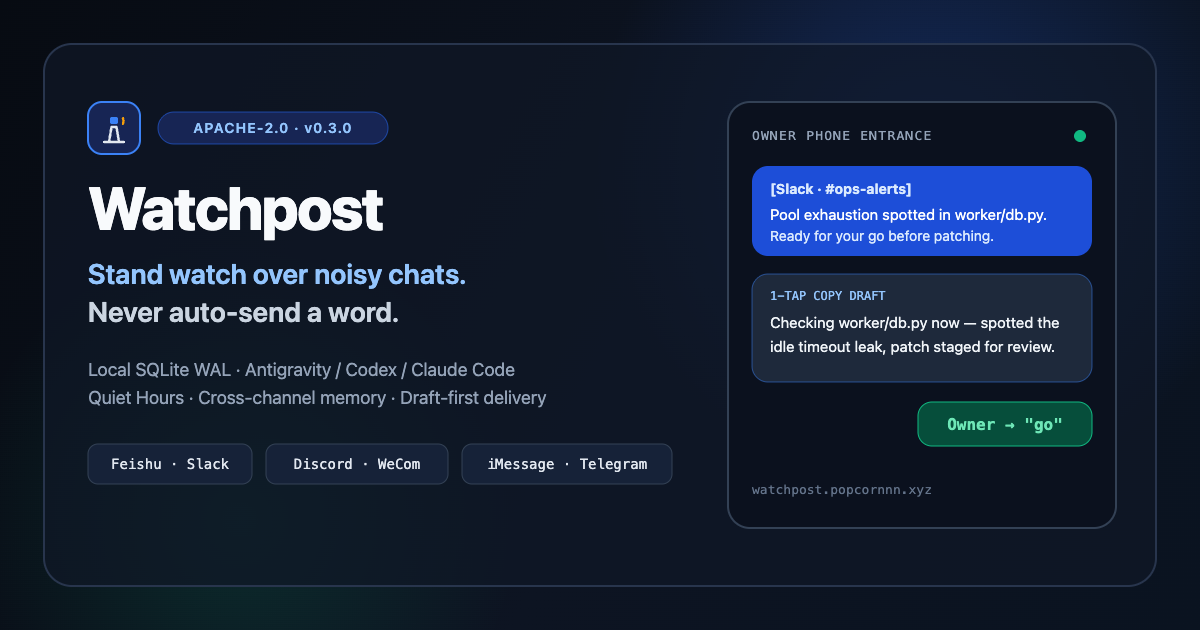 APACHE-2.0 · v0.3.0
Watchpost
Stand watch over noisy chats.
Never auto-send a word.
Local SQLite WAL · Antigravity / Codex / Claude Code
Quiet Hours · Cross-channel memory · Draft-first delivery
Feishu · Slack
Discord · WeCom
iMessage · Telegram
OWNER PHONE ENTRANCE
[Slack · #ops-alerts]
Pool exhaustion spotted in worker/db.py.
Ready for your go before patching.
1-TAP COPY DRAFT
Checking worker/db.py now — spotted the
idle timeout leak, patch staged for review.
Owner → "go"
watchpost.popcornnn.xyz